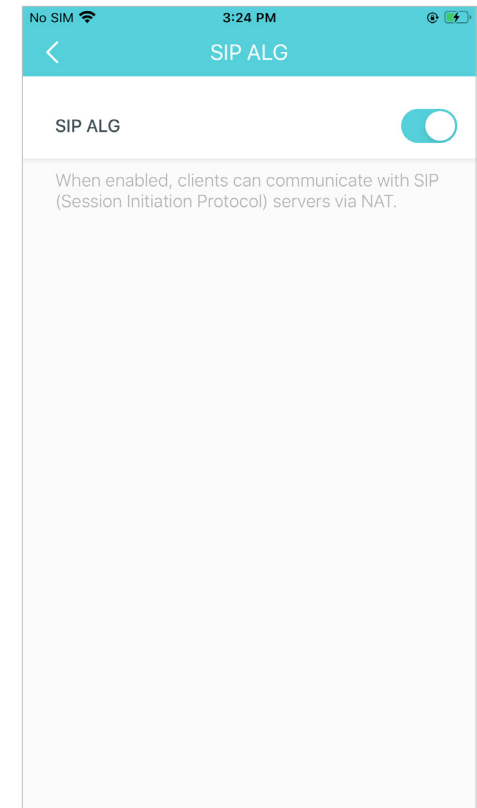 No SIM 3:24 PM
SIP ALG
SIP ALG
When enabled, clients can communicate with SIP
(Session Initiation Protocol) servers via NAT.